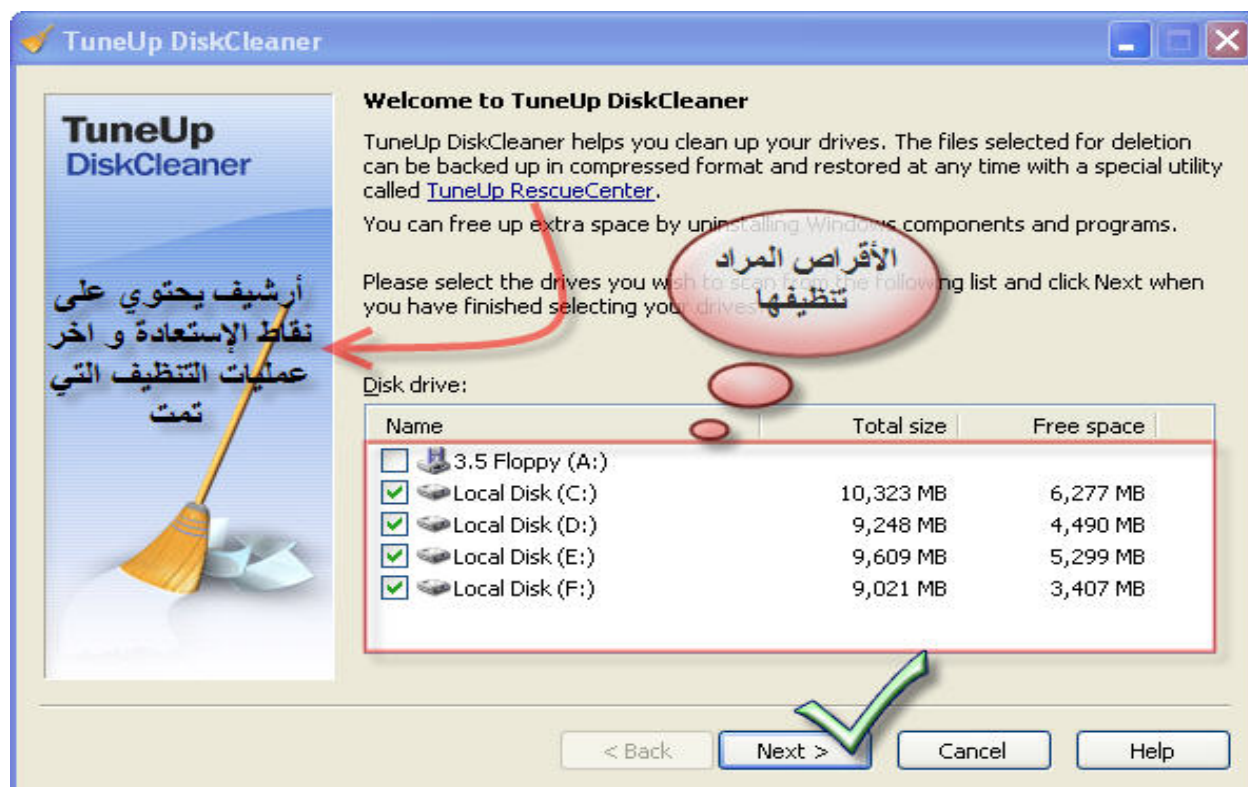 TuneUp DiskCleaner
TuneUp
DiskCleaner
أرشيف يحتوي على
نقاط الإستعادة و اخر
عمليات التنظيف التي
تمت
Welcome to TuneUp DiskCleaner
TuneUp DiskCleaner helps you clean up your drives. The files selected for deletion
can be backed up in compressed format and restored at any time with a special utility
called TuneUp RescueCenter.
You can free up extra space by uninstalling Windows components and programs.
الأقراص المراد
تنظيفها
Please select the drives you wish to scan from the following list and click Next when
you have finished selecting your drives
Disk drive:
Name Total size Free space
3.5 Floppy (A:)
Local Disk (C:) 10,323 MB 6,277 MB
Local Disk (D:) 9,248 MB 4,490 MB
Local Disk (E:) 9,609 MB 5,299 MB
Local Disk (F:) 9,021 MB 3,407 MB
< Back Next > Cancel Help